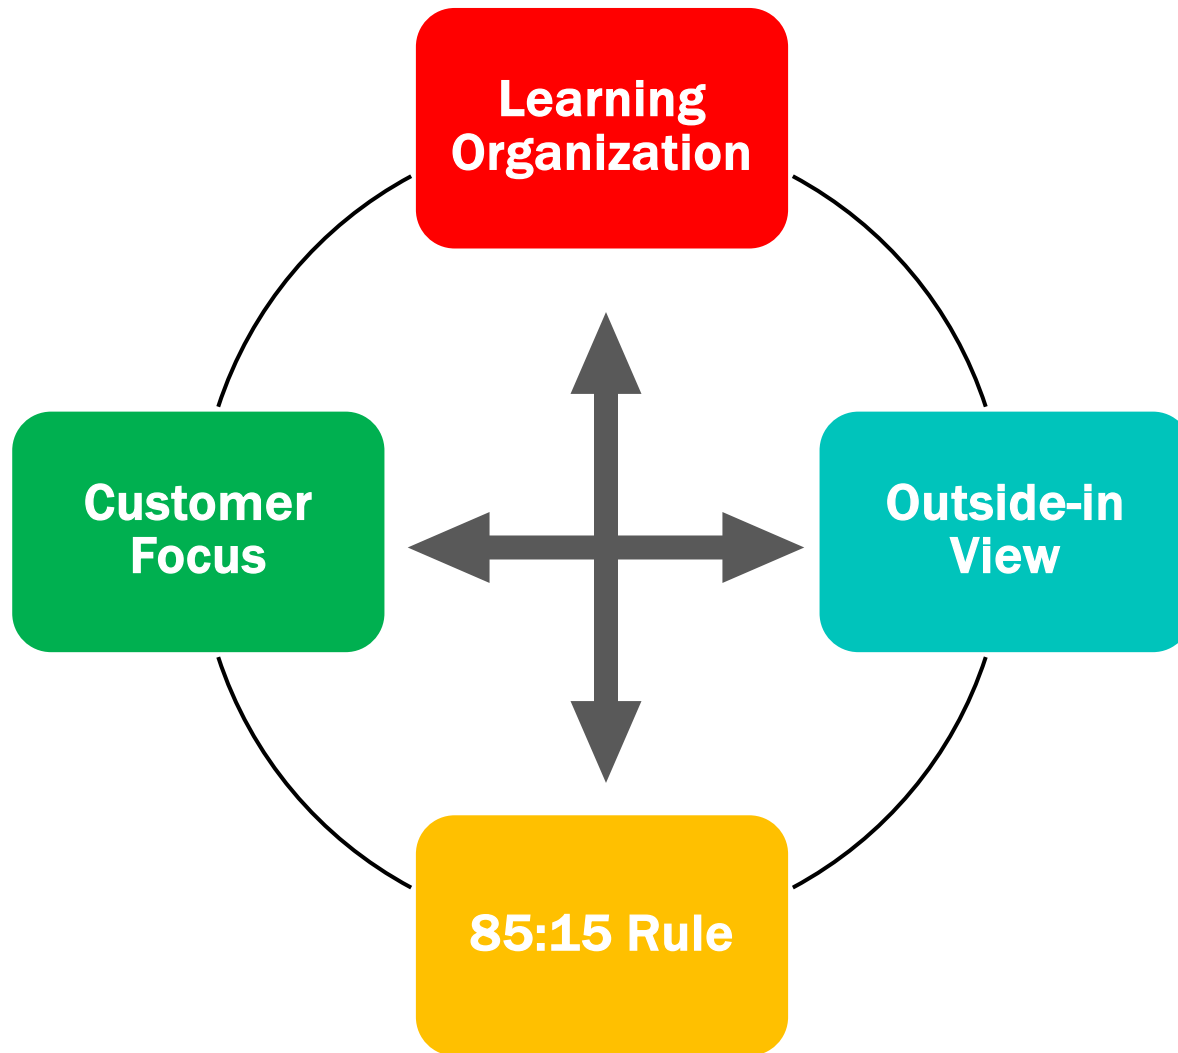 Learning
Organization
Customer
Focus
Outside-in
View
85:15 Rule